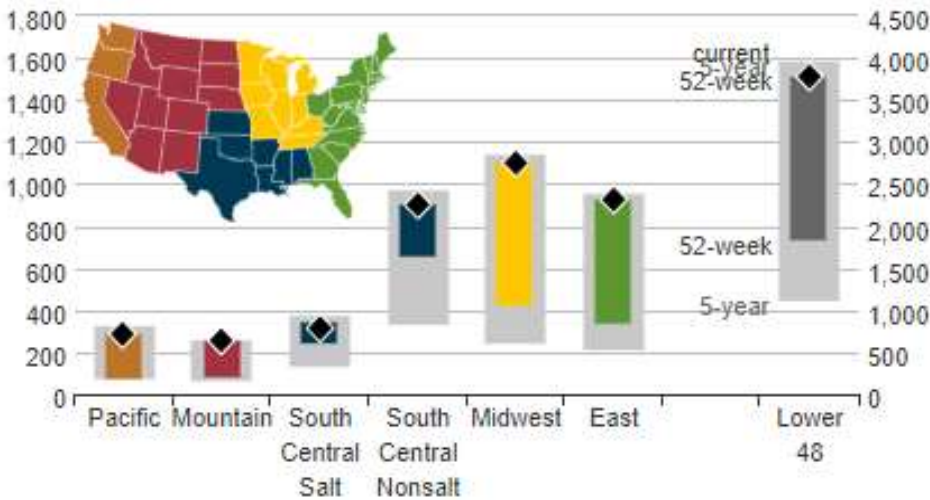 1,800
1,600
1,400
1,200
1,000
800
600
400
200
0
4,500
4,000
3,500
3,000
2,500
2,000
1,500
1,000
500
0
current
5-year
52-week
52-week
5-year
Pacific
Mountain
South
Central
Salt
South
Central
Nonsalt
Midwest
East
Lower
48